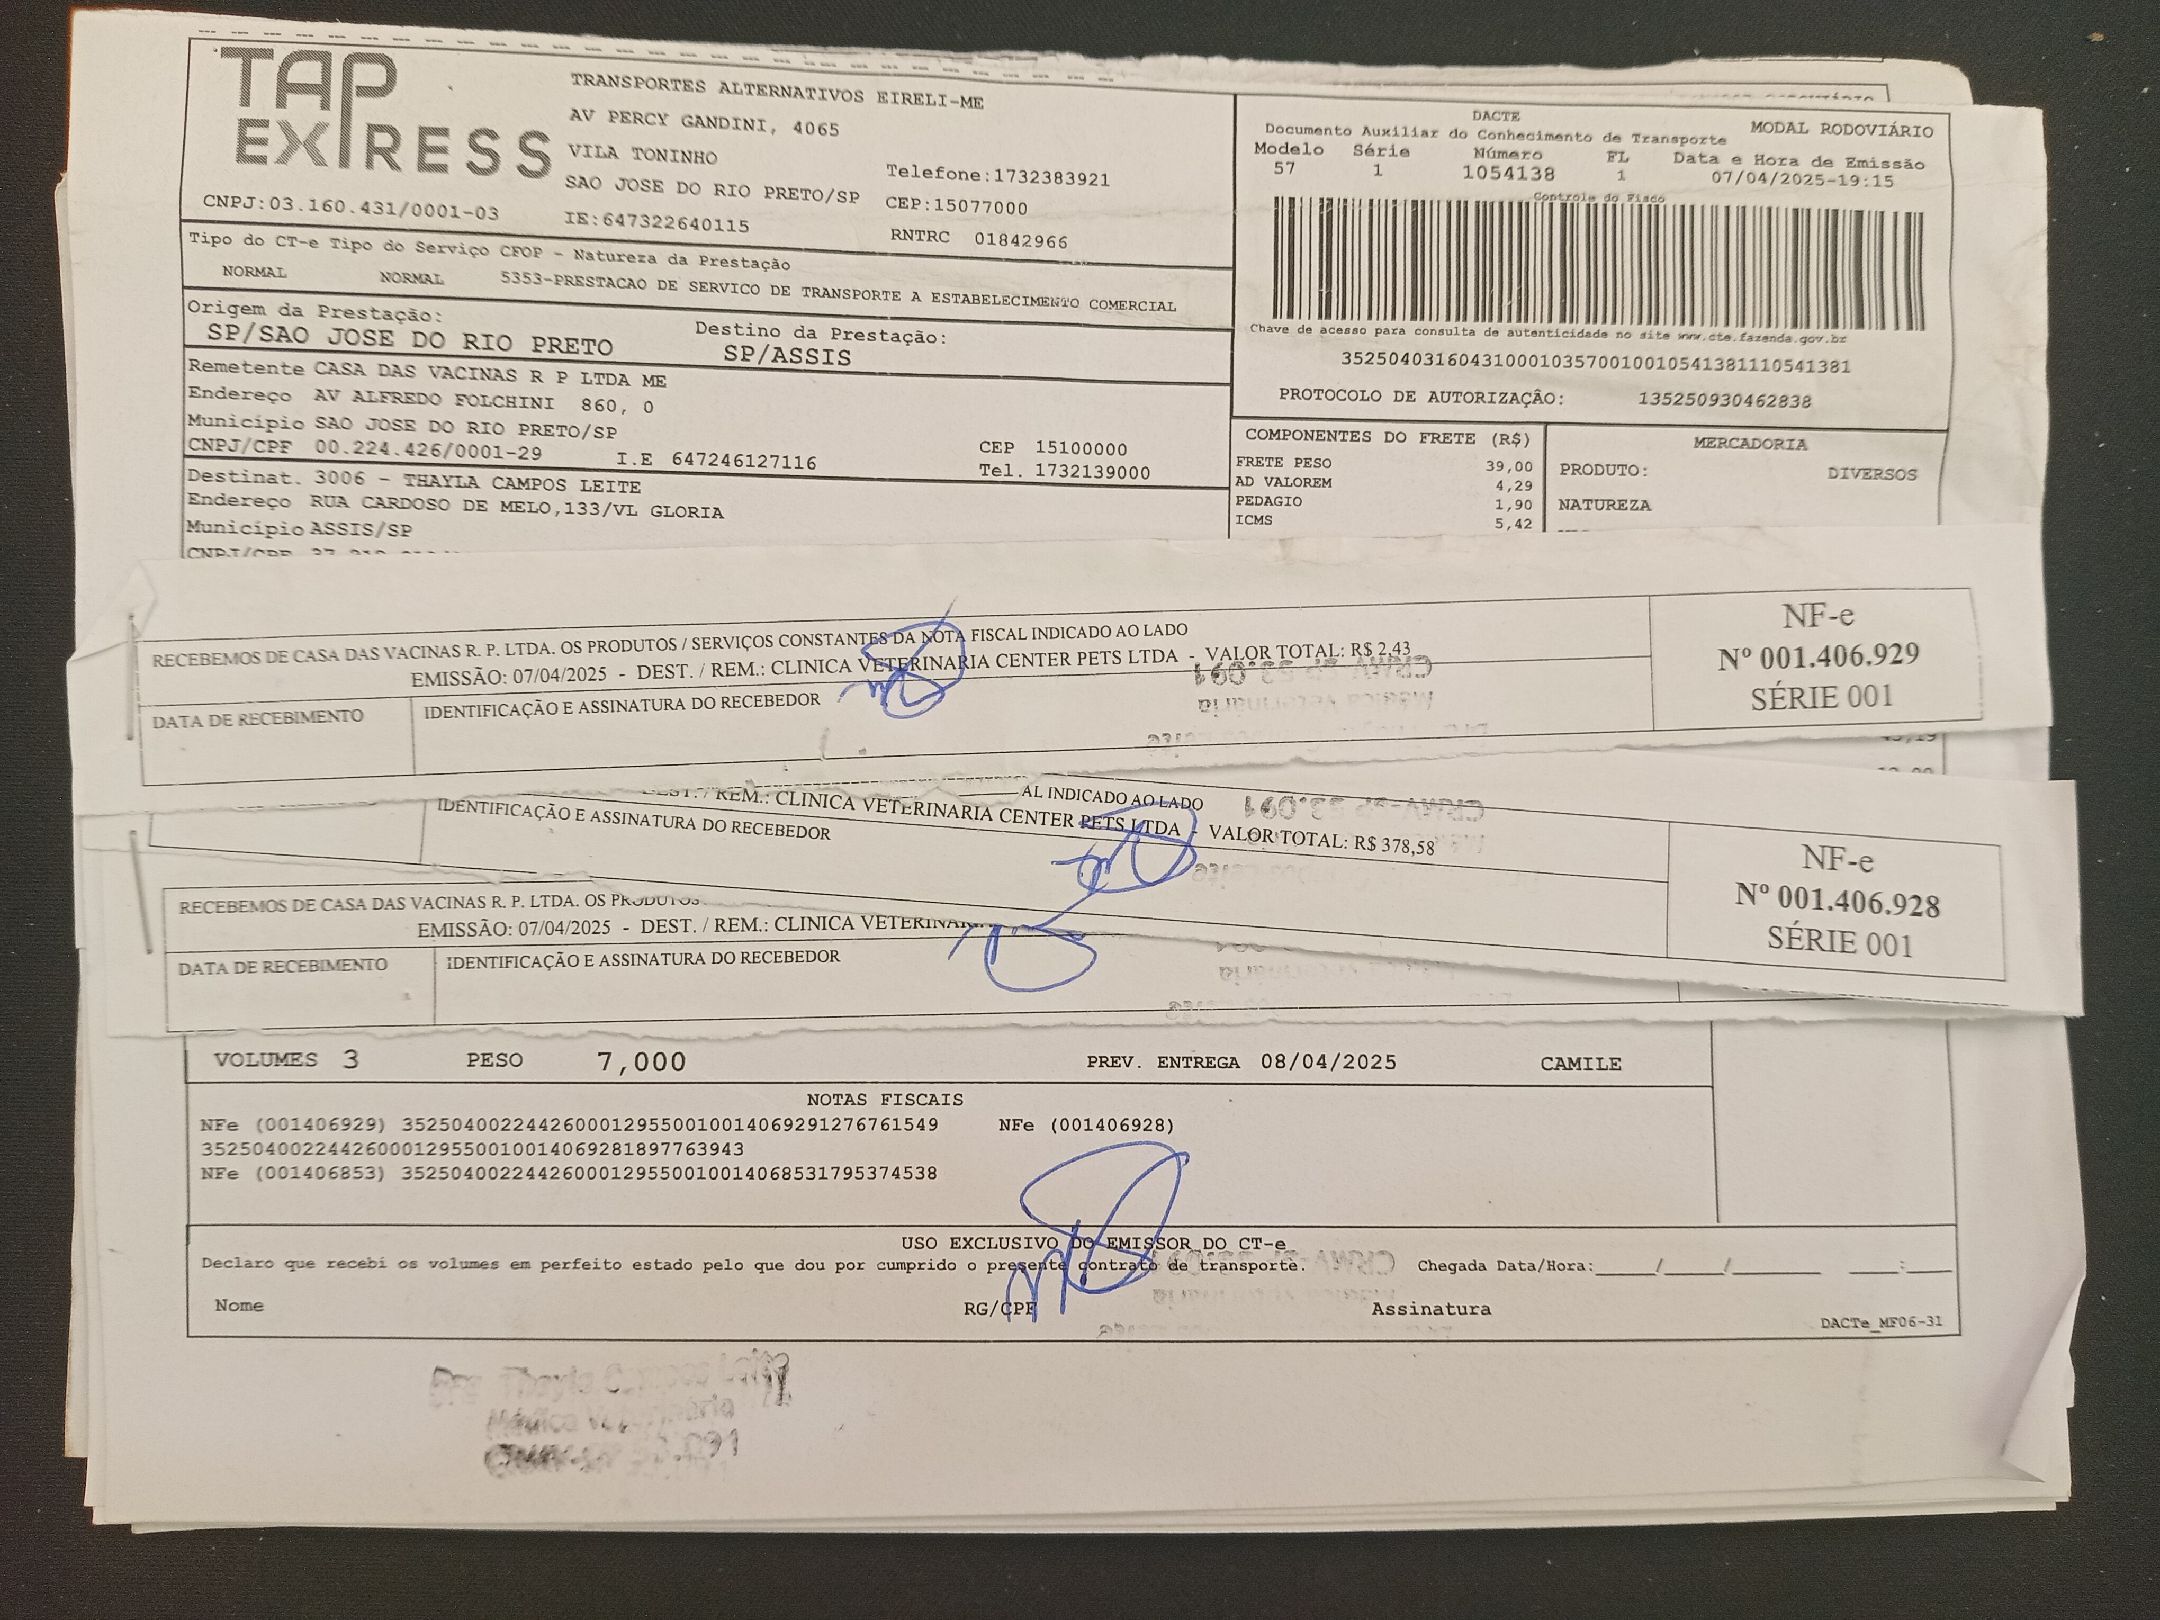 TAP EXPRESS
TRANSPORTES ALTERNATIVOS EIRELI-ME
AV PERCY GANDINI, 4065
VILA TONINHO
SAO JOSE DO RIO PRETO/SP
Telefone:1732383921
CEP:15077000
CNPJ:03.160.431/0001-03
IE:647322640115
RNTRC 01842966
DACTE
MODAL RODOVIÁRIO
Documento Auxiliar do Conhecimento de Transporte
Modelo Série Número FL Data e Hora de Emissão
57 1 1054138 1 07/04/2025-19:15
Controle do Fisco
Chave de acesso para consulta de autenticidade no site www.cte.fazenda.gov.br
35250403160431000103570010010541381110541381
PROTOCOLO DE AUTORIZAÇÂO: 135250930462838
Tipo do CT-e Tipo do Serviço CFOP - Natureza da Prestação
NORMAL NORMAL 5353-PRESTACAO DE SERVICO DE TRANSPORTE A ESTABELECIMENTO COMERCIAL
Origem da Prestação:
SP/SAO JOSE DO RIO PRETO
Destino da Prestação:
SP/ASSIS
Remetente CASA DAS VACINAS R P LTDA ME
Endereço AV ALFREDO FOLCHINI 860, 0
Município SAO JOSE DO RIO PRETO/SP
CEP 15100000
CNPJ/CPF 00.224.426/0001-29 I.E 647246127116 Tel. 1732139000
Destinat. 3006 - THAYLA CAMPOS LEITE
Endereço RUA CARDOSO DE MELO,133/VL GLORIA
Município ASSIS/SP
CNPJ/CPF
COMPONENTES DO FRETE (R$)
FRETE PESO 39,00
AD VALOREM 4,29
PEDAGIO 1,90
ICMS 5,42
MERCADORIA
PRODUTO: DIVERSOS
NATUREZA
RECEBEMOS DE CASA DAS VACINAS R. P. LTDA. OS PRODUTOS / SERVIÇOS CONSTANTES DA NOTA FISCAL INDICADO AO LADO
EMISSÃO: 07/04/2025 - DEST. / REM.: CLINICA VETERINARIA CENTER PETS LTDA - VALOR TOTAL: R$ 2,43
DATA DE RECEBIMENTO
IDENTIFICAÇÃO E ASSINATURA DO RECEBEDOR
NF-e
Nº 001.406.929
SÉRIE 001
AL INDICADO AO LADO
DEST. / REM.: CLINICA VETERINARIA CENTER PETS LTDA - VALOR TOTAL: R$ 378,58
IDENTIFICAÇÃO E ASSINATURA DO RECEBEDOR
NF-e
Nº 001.406.928
SÉRIE 001
RECEBEMOS DE CASA DAS VACINAS R. P. LTDA. OS PRODUTOS
EMISSÃO: 07/04/2025 - DEST. / REM.: CLINICA VETERINARIA
DATA DE RECEBIMENTO
IDENTIFICAÇÃO E ASSINATURA DO RECEBEDOR
VOLUMES 3 PESO 7,000 PREV. ENTREGA 08/04/2025 CAMILE
NOTAS FISCAIS
NFe (001406929) 35250400224426000129550010014069291276761549 NFe (001406928)
35250400224426000129550010014069281897763943
NFe (001406853) 35250400224426000129550010014068531795374538
USO EXCLUSIVO DO EMISSOR DO CT-e
Declaro que recebi os volumes em perfeito estado pelo que dou por cumprido o presente contrato de transporte. Chegada Data/Hora:_____/_____/_______ ____:____
Nome RG/CPF Assinatura
DACTe_MF06-31